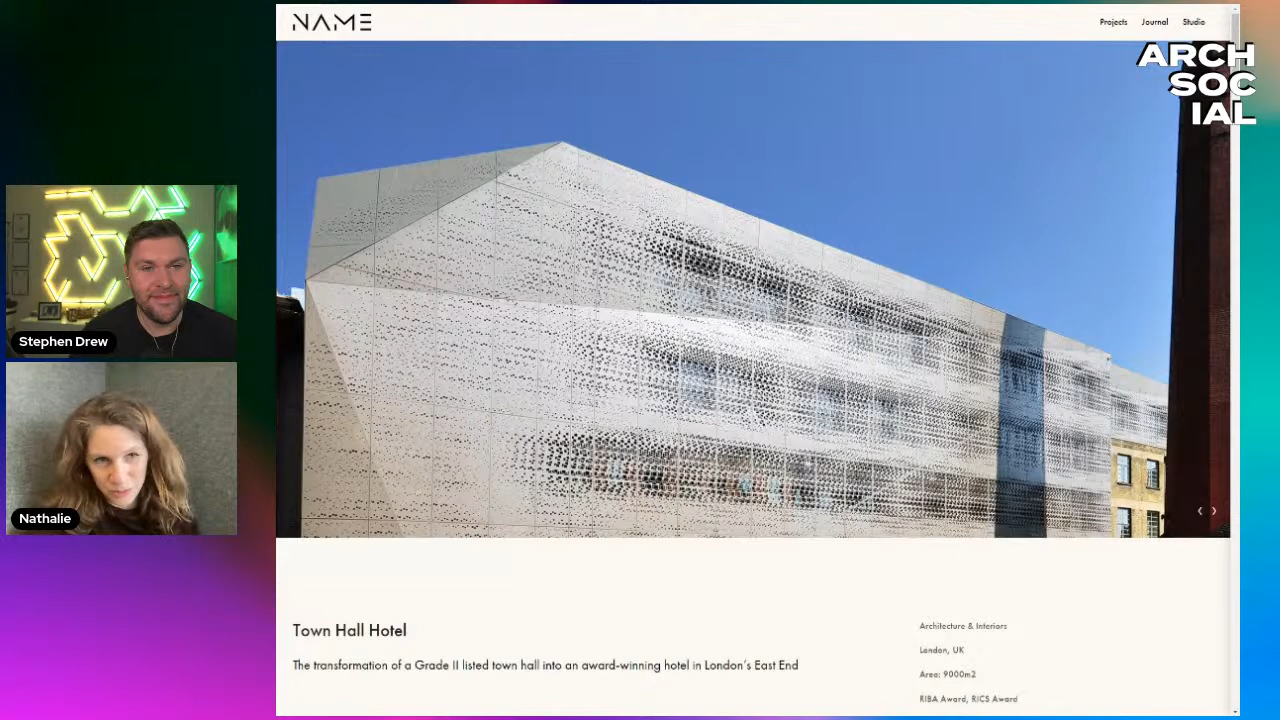 NAME
Projects
Journal
Studio
ARCH
SOC
IAL
Stephen Drew
Nathalie
Town Hall Hotel
The transformation of a Grade II listed town hall into an award-winning hotel in London's East End
Architecture & Interiors
London, UK
Area: 9000m2
RIBA Award, RICS Award